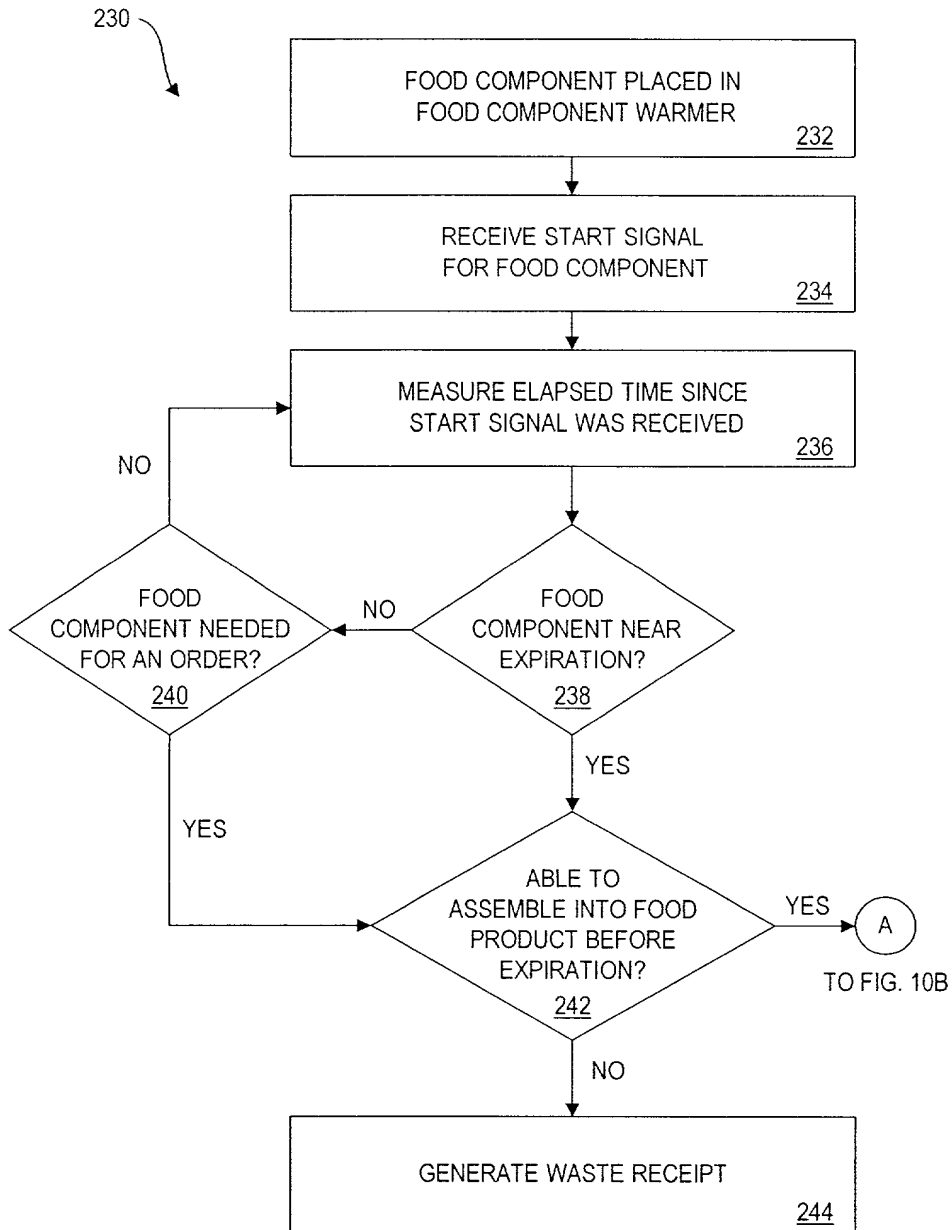 230
FOOD COMPONENT PLACED IN
FOOD COMPONENT WARMER
232
RECEIVE START SIGNAL
FOR FOOD COMPONENT
234
MEASURE ELAPSED TIME SINCE
START SIGNAL WAS RECEIVED
236
NO
FOOD
COMPONENT NEEDED
FOR AN ORDER?
240
NO
FOOD
COMPONENT NEAR
EXPIRATION?
238
YES
YES
ABLE TO
ASSEMBLE INTO FOOD
PRODUCT BEFORE
EXPIRATION?
242
YES
A
TO FIG. 10B
NO
GENERATE WASTE RECEIPT
244